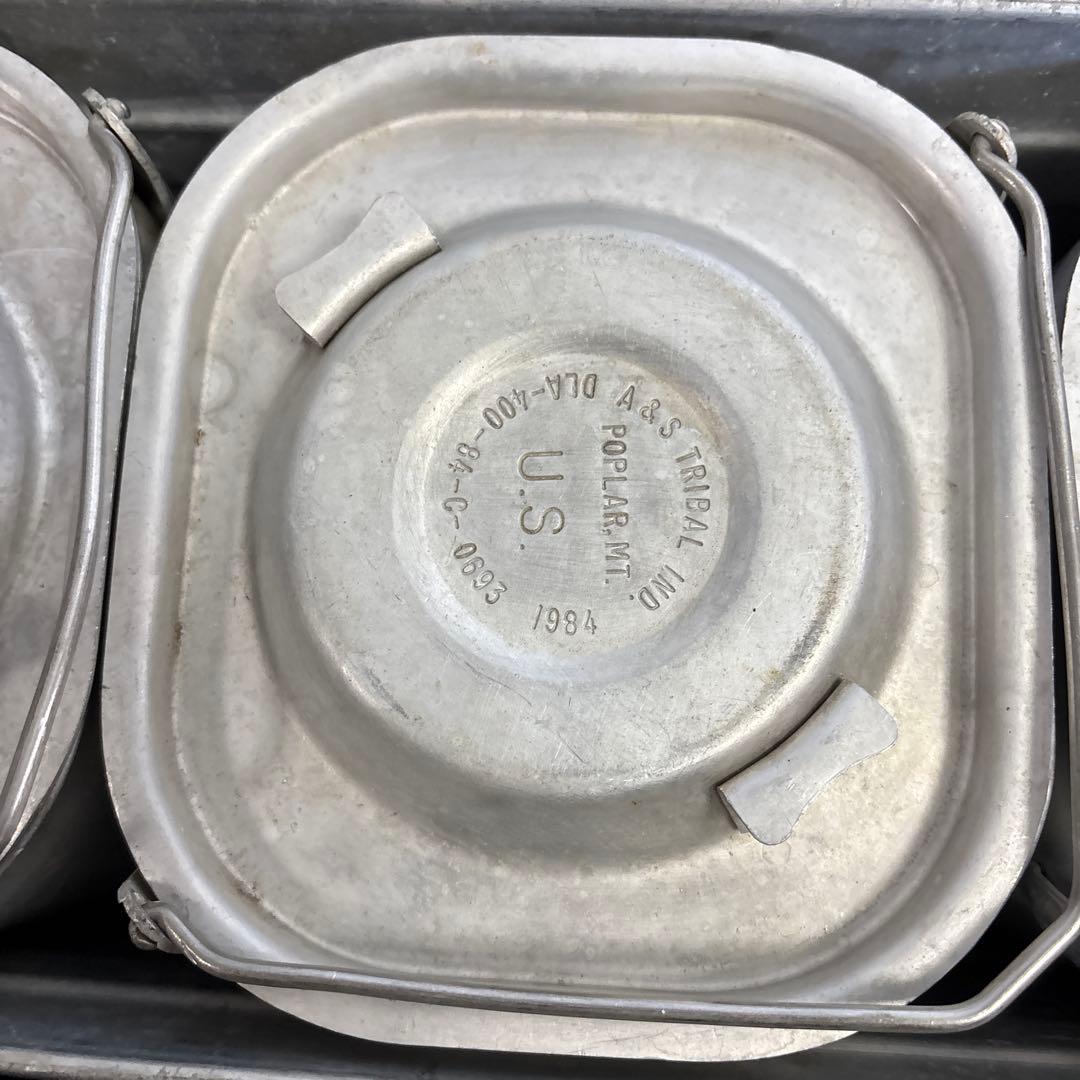 A & S TRIBAL IND.
POPLAR, MT.
U.S.
DLA-400-84-C-0693
1984